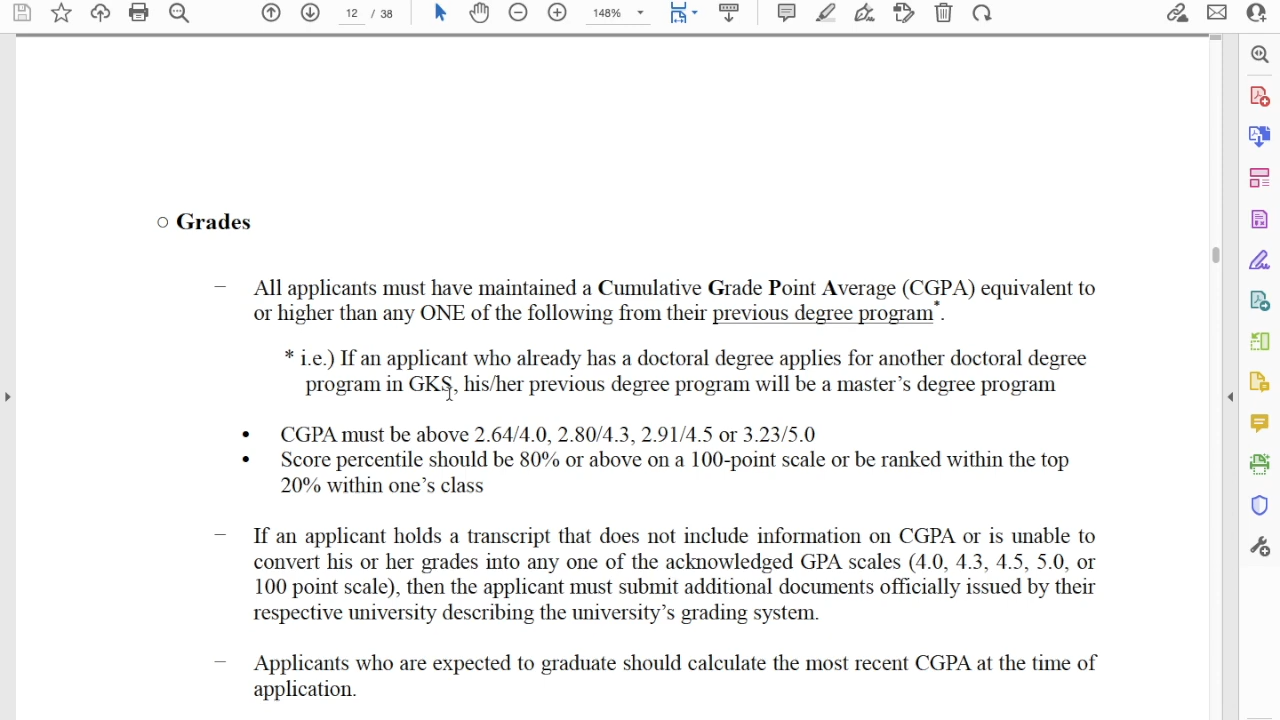 12 / 38 148%
○ Grades
– All applicants must have maintained a Cumulative Grade Point Average (CGPA) equivalent to
or higher than any ONE of the following from their previous degree program*.
* i.e.) If an applicant who already has a doctoral degree applies for another doctoral degree
program in GKS, his/her previous degree program will be a master’s degree program
• CGPA must be above 2.64/4.0, 2.80/4.3, 2.91/4.5 or 3.23/5.0
• Score percentile should be 80% or above on a 100-point scale or be ranked within the top
20% within one’s class
– If an applicant holds a transcript that does not include information on CGPA or is unable to
convert his or her grades into any one of the acknowledged GPA scales (4.0, 4.3, 4.5, 5.0, or
100 point scale), then the applicant must submit additional documents officially issued by their
respective university describing the university’s grading system.
– Applicants who are expected to graduate should calculate the most recent CGPA at the time of
application.